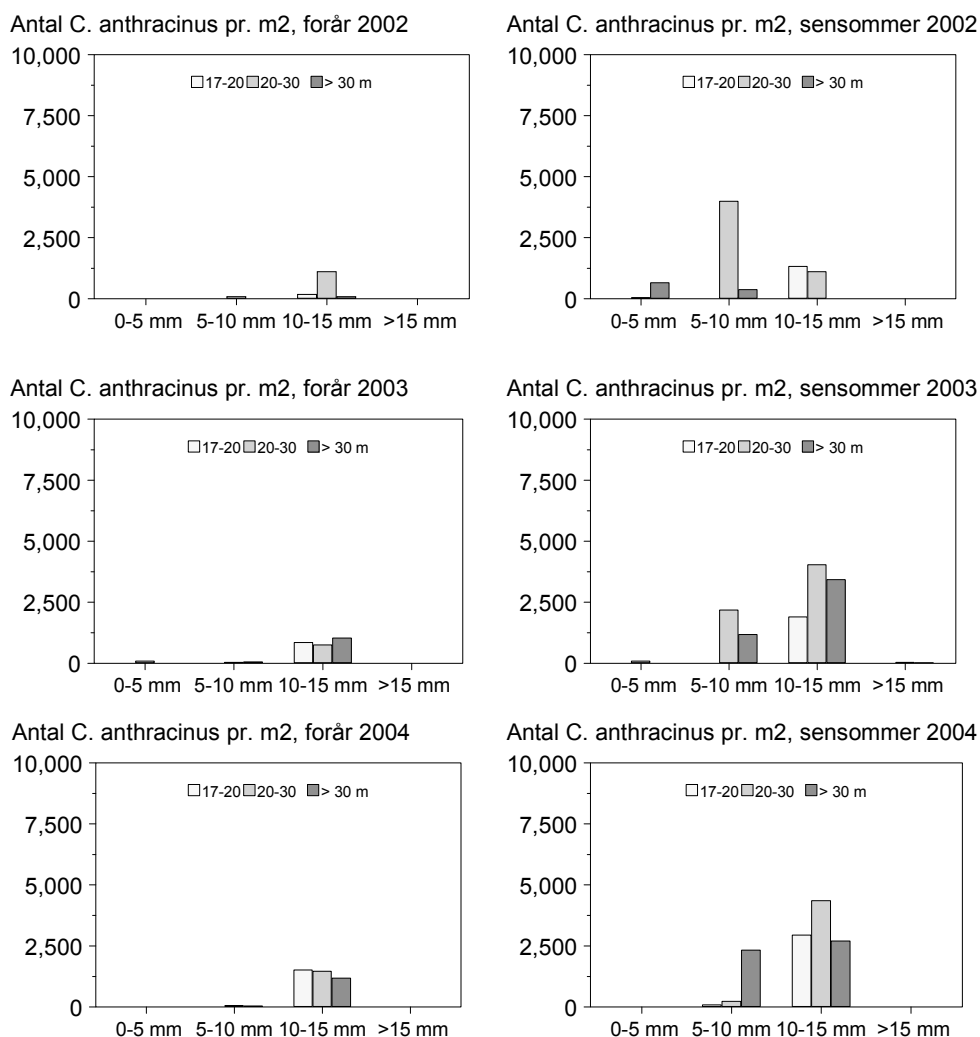 Antal C. anthracinus pr. m2, forår 2002
10,000
7,500
5,000
2,500
0
17-20 20-30 > 30 m
0-5 mm 5-10 mm 10-15 mm >15 mm
Antal C. anthracinus pr. m2, sensommer 2002
10,000
7,500
5,000
2,500
0
17-20 20-30 > 30 m
0-5 mm 5-10 mm 10-15 mm >15 mm
Antal C. anthracinus pr. m2, forår 2003
10,000
7,500
5,000
2,500
0
17-20 20-30 > 30 m
0-5 mm 5-10 mm 10-15 mm >15 mm
Antal C. anthracinus pr. m2, sensommer 2003
10,000
7,500
5,000
2,500
0
17-20 20-30 > 30 m
0-5 mm 5-10 mm 10-15 mm >15 mm
Antal C. anthracinus pr. m2, forår 2004
10,000
7,500
5,000
2,500
0
17-20 20-30 > 30 m
0-5 mm 5-10 mm 10-15 mm >15 mm
Antal C. anthracinus pr. m2, sensommer 2004
10,000
7,500
5,000
2,500
0
17-20 20-30 > 30 m
0-5 mm 5-10 mm 10-15 mm >15 mm